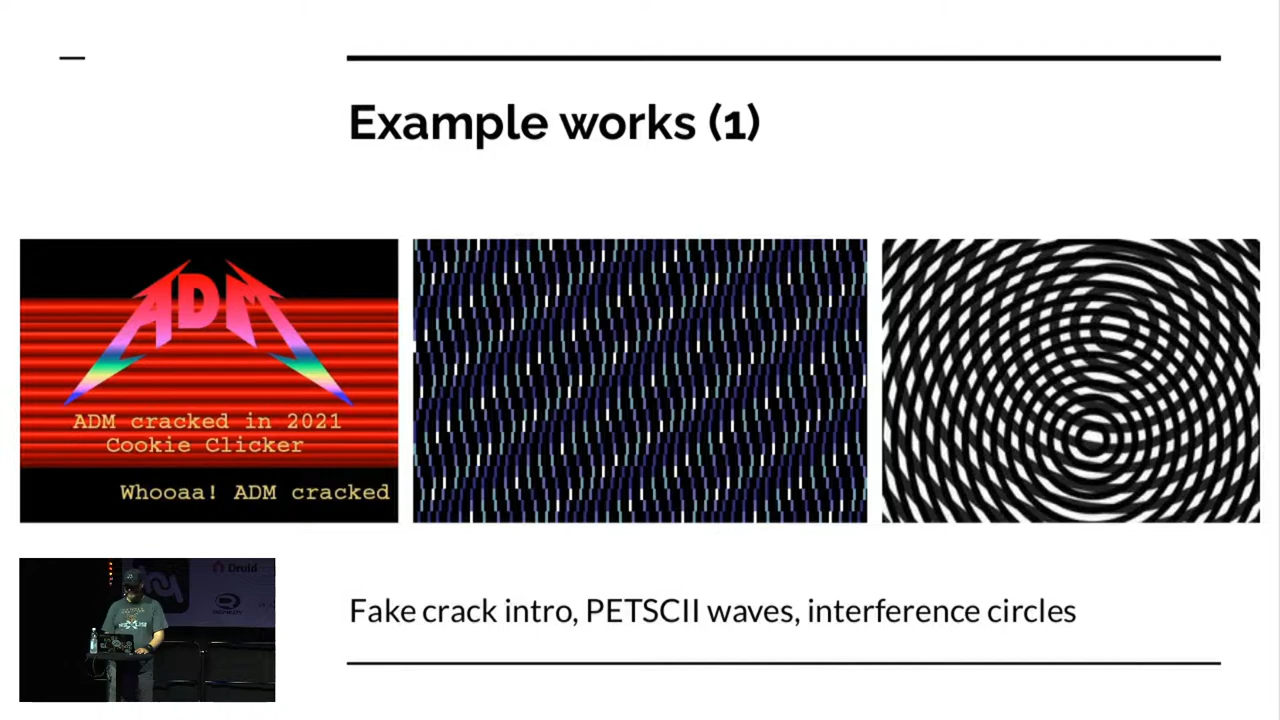 Example works (1)
ADM
ADM cracked in 2021
Cookie Clicker
Whooaa! ADM cracked
Druid
Fake crack intro, PETSCII waves, interference circles